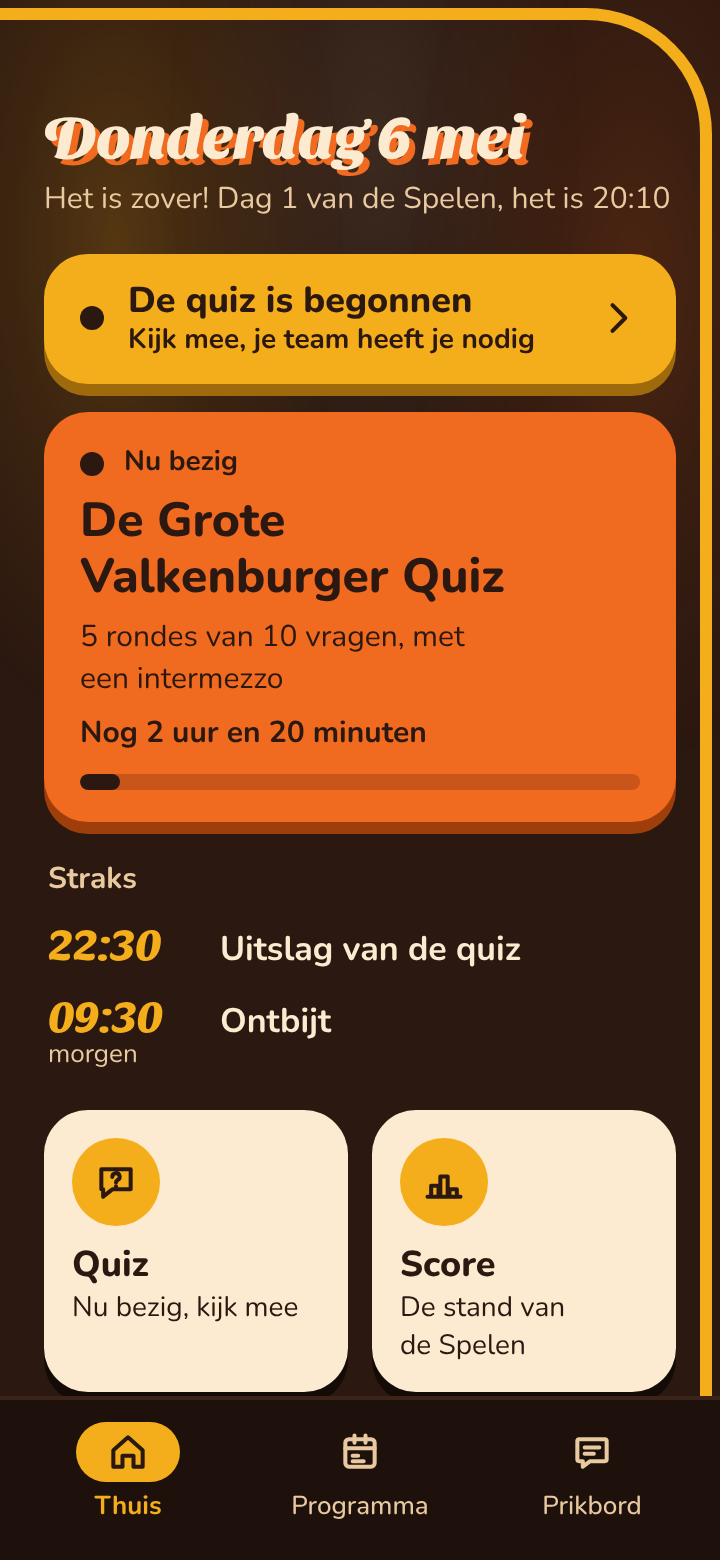 Donderdag 6 mei
Het is zover! Dag 1 van de Spelen, het is 20:10
De quiz is begonnen
Kijk mee, je team heeft je nodig
Nu bezig
De Grote
Valkenburger Quiz
5 rondes van 10 vragen, met
een intermezzo
Nog 2 uur en 20 minuten
Straks
22:30 Uitslag van de quiz
09:30 Ontbijt
morgen
Quiz
Nu bezig, kijk mee
Score
De stand van
de Spelen
Thuis Programma Prikbord